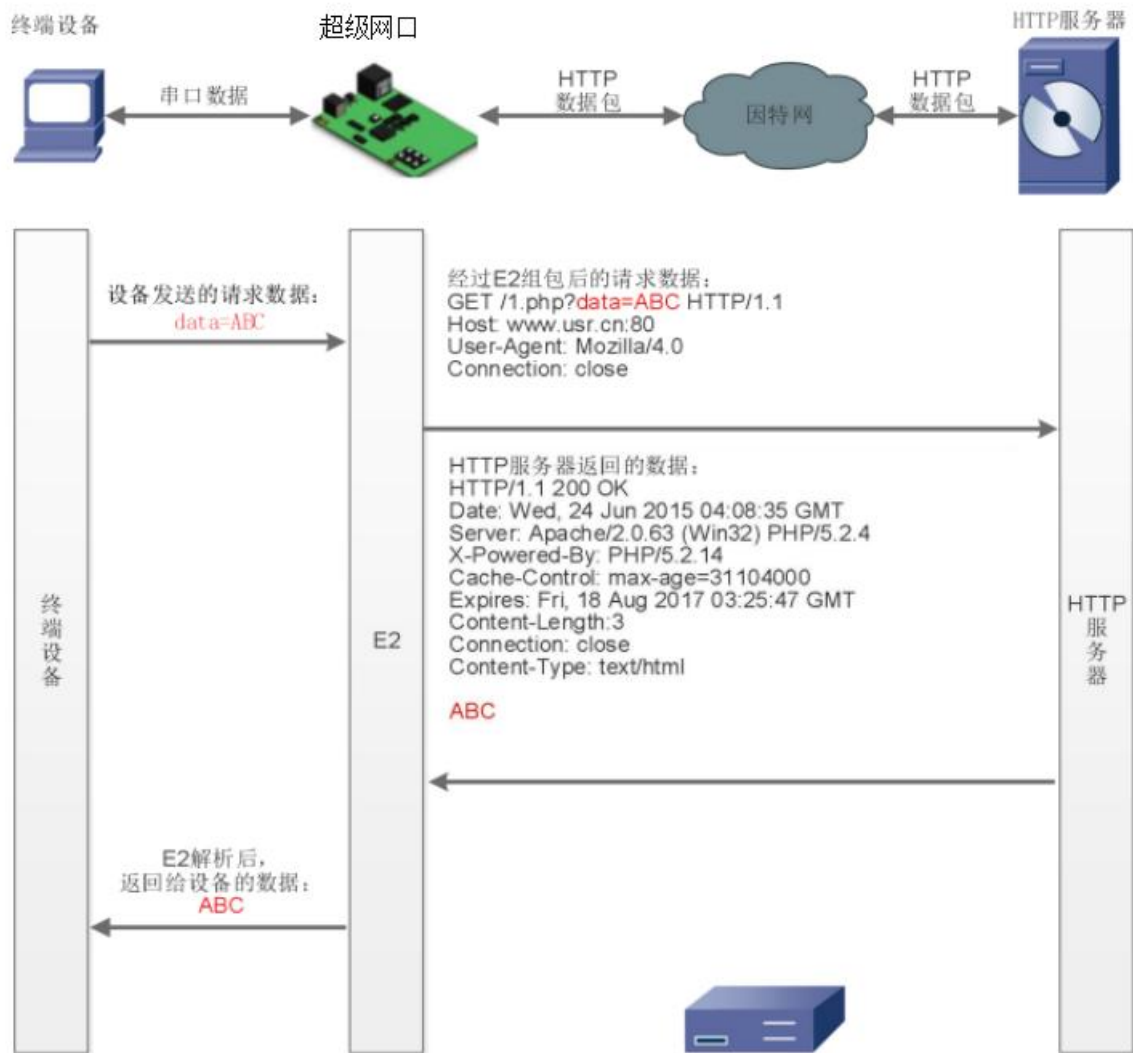 终端设备
超级网口
HTTP服务器
串口数据
HTTP
数据包
因特网
HTTP
数据包
设备发送的请求数据：
data=ABC
经过E2组包后的请求数据：
GET /1.php?data=ABC HTTP/1.1
Host: www.usr.cn:80
User-Agent: Mozilla/4.0
Connection: close
HTTP服务器返回的数据：
HTTP/1.1 200 OK
Date: Wed, 24 Jun 2015 04:08:35 GMT
Server: Apache/2.0.63 (Win32) PHP/5.2.4
X-Powered-By: PHP/5.2.14
Cache-Control: max-age=31104000
Expires: Fri, 18 Aug 2017 03:25:47 GMT
Content-Length:3
Connection: close
Content-Type: text/html
ABC
终端设备
E2
HTTP
服务器
E2解析后，
返回给设备的数据：
ABC